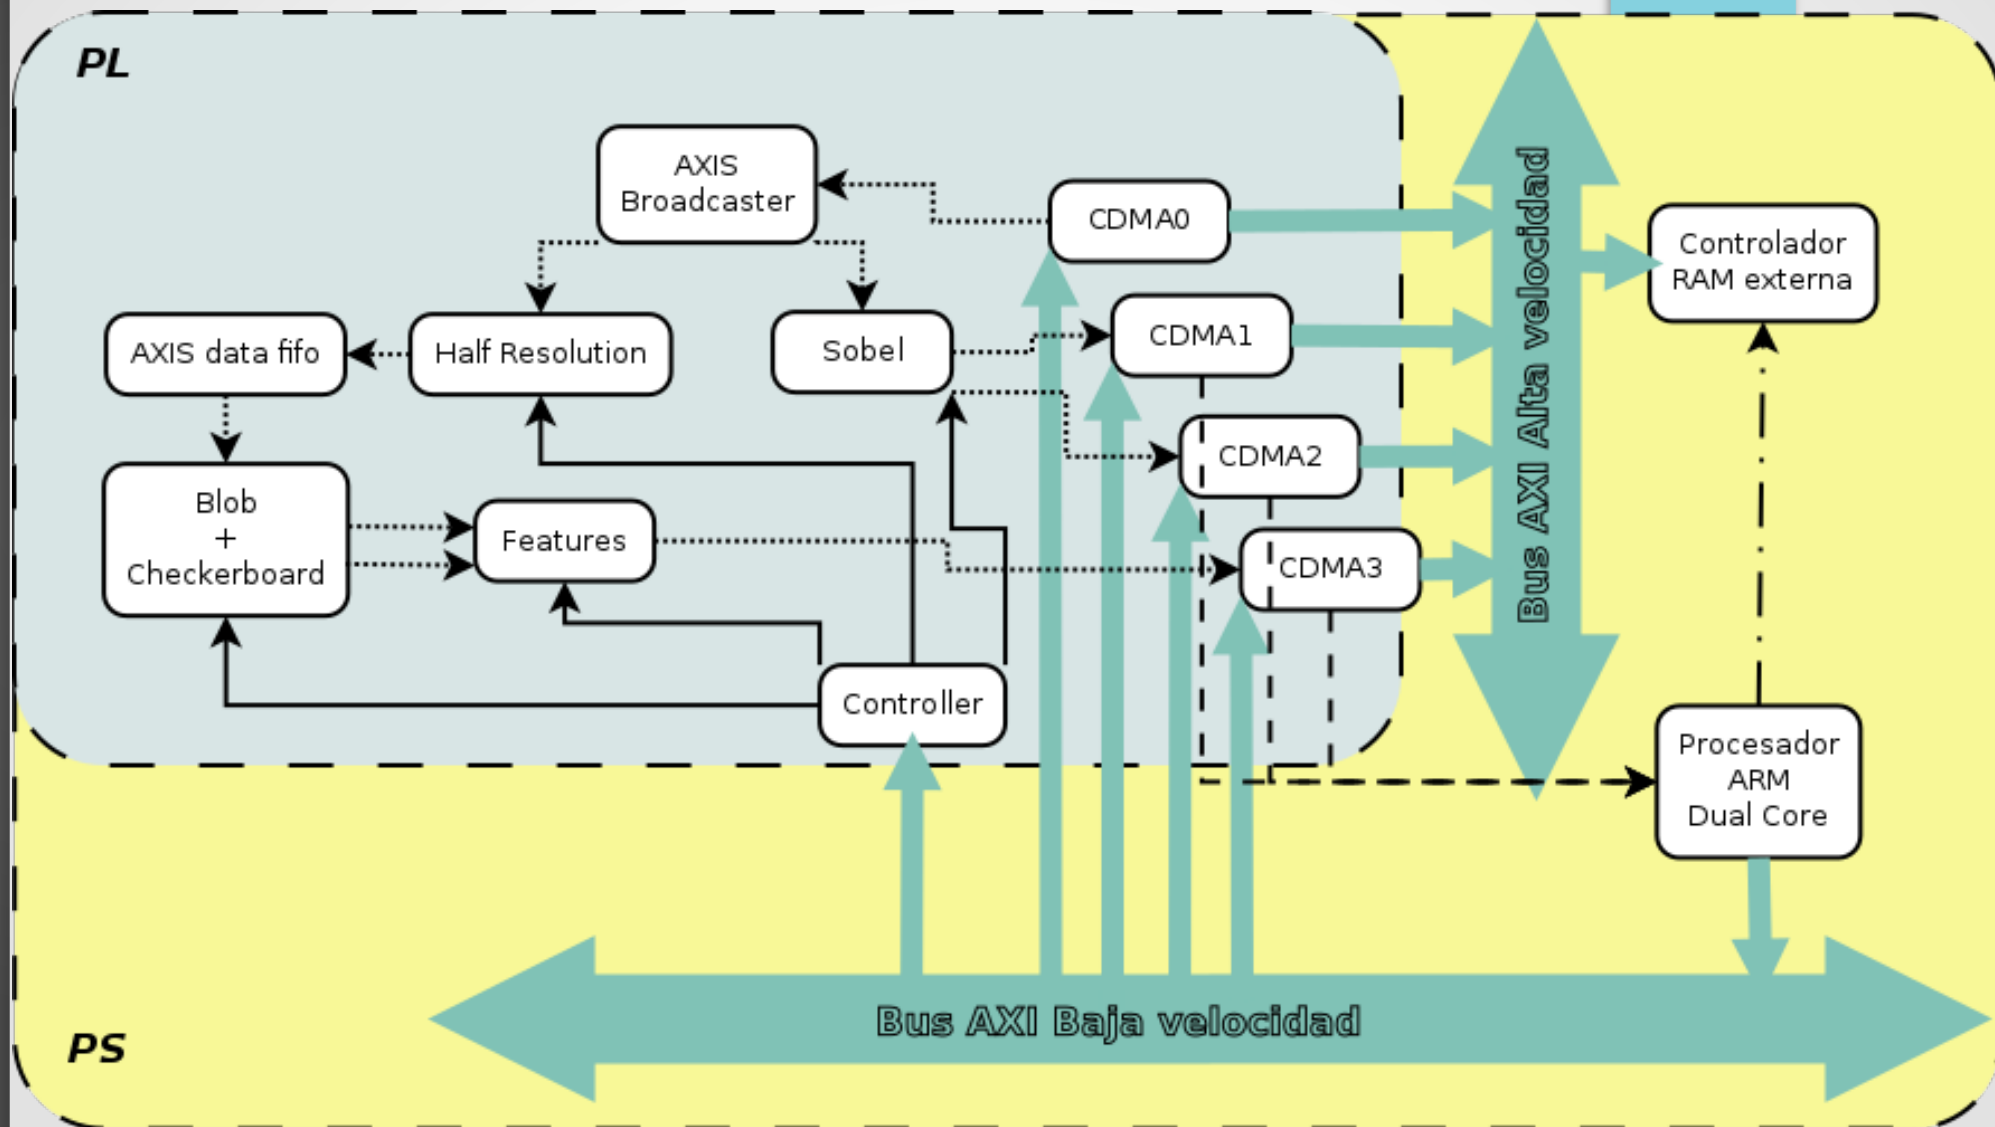 PL
AXIS
Broadcaster
CDMA0
Controlador
RAM externa
AXIS data fifo
Half Resolution
Sobel
CDMA1
Bus AXI Alta velocidad
CDMA2
Blob
+
Checkerboard
Features
CDMA3
Controller
Procesador
ARM
Dual Core
Bus AXI Baja velocidad
PS